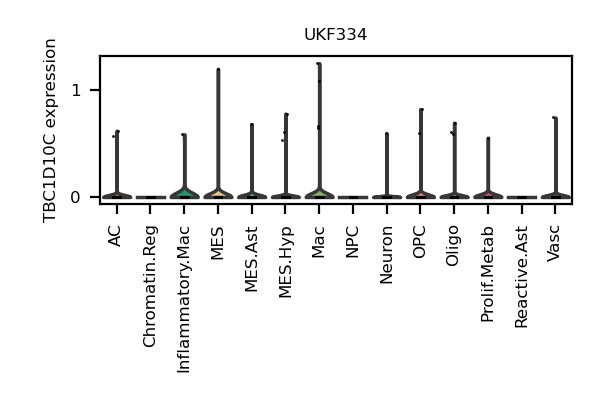 UKF334
TBC1D10C expression
1
0
AC
Chromatin.Reg
Inflammatory.Mac
MES
MES.Ast
MES.Hyp
Mac
NPC
Neuron
OPC
Oligo
Prolif.Metab
Reactive.Ast
Vasc